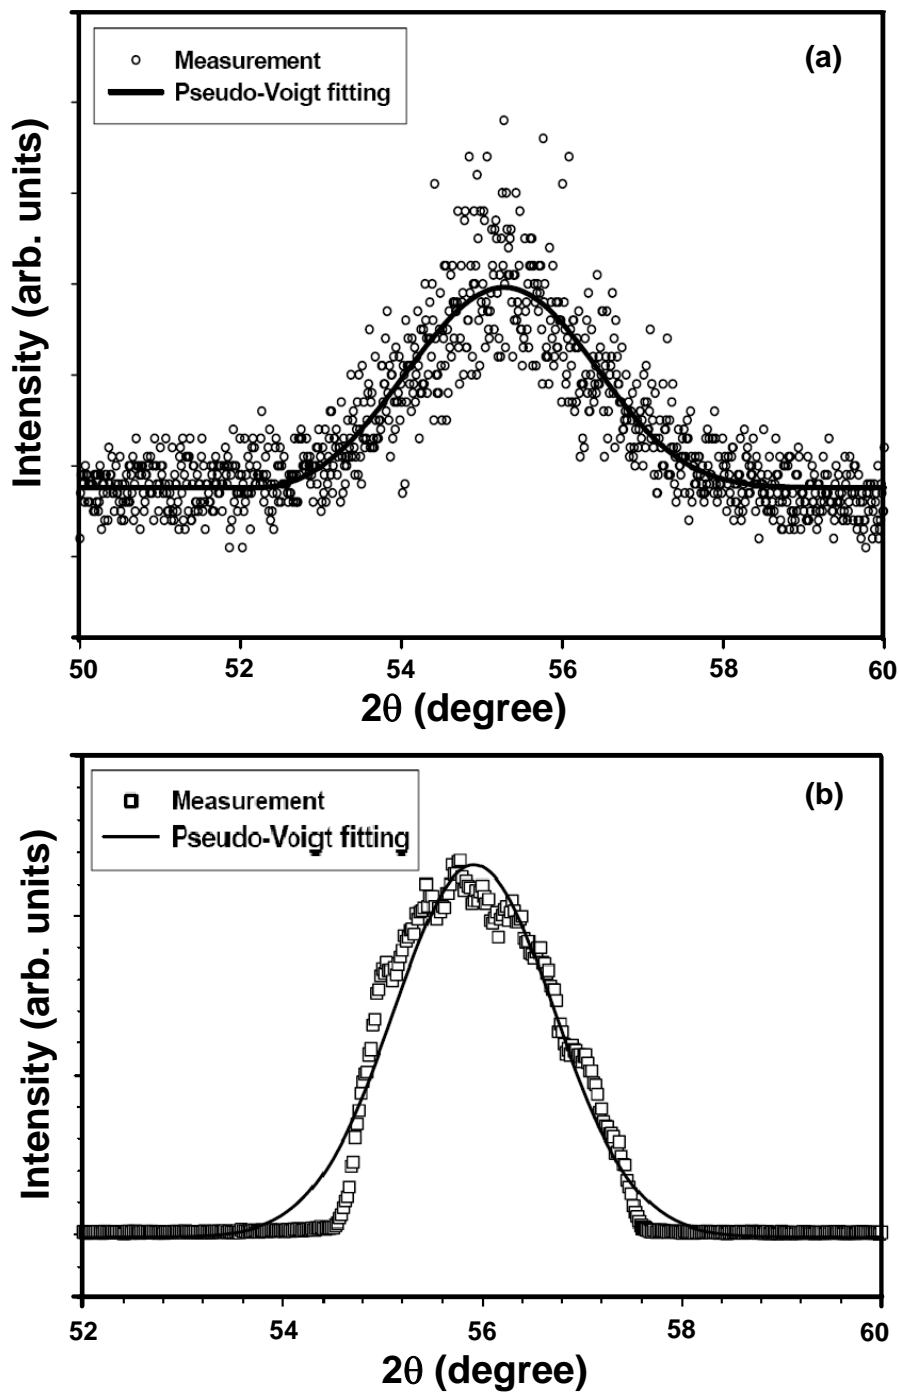 (a)
Measurement
Pseudo-Voigt fitting
Intensity (arb. units)
50 52 54 56 58 60
2θ (degree)
(b)
Measurement
Pseudo-Voigt fitting
Intensity (arb. units)
52 54 56 58 60
2θ (degree)